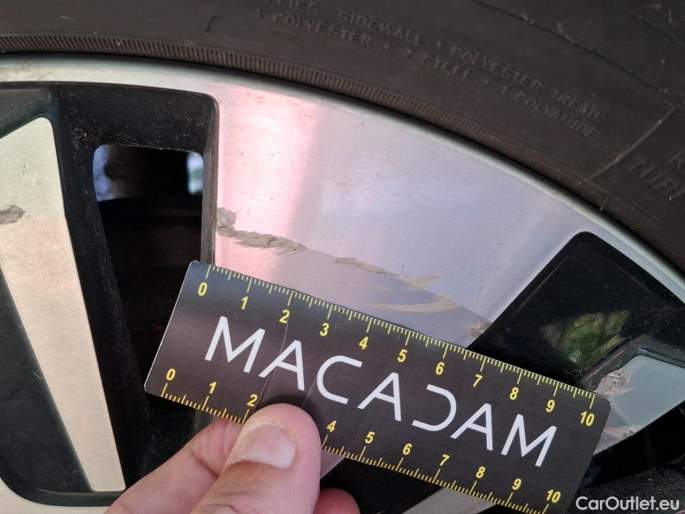 SIDEWALL 1 POLYESTER TREAD
1 POLYESTER · 2 STEEL · 1 POLYAMIDE
0 1 2 3 4 5 6 7 8 9 10
MACADAM
0 1 2 4 5 6 7 8 9 10
CarOutlet.eu